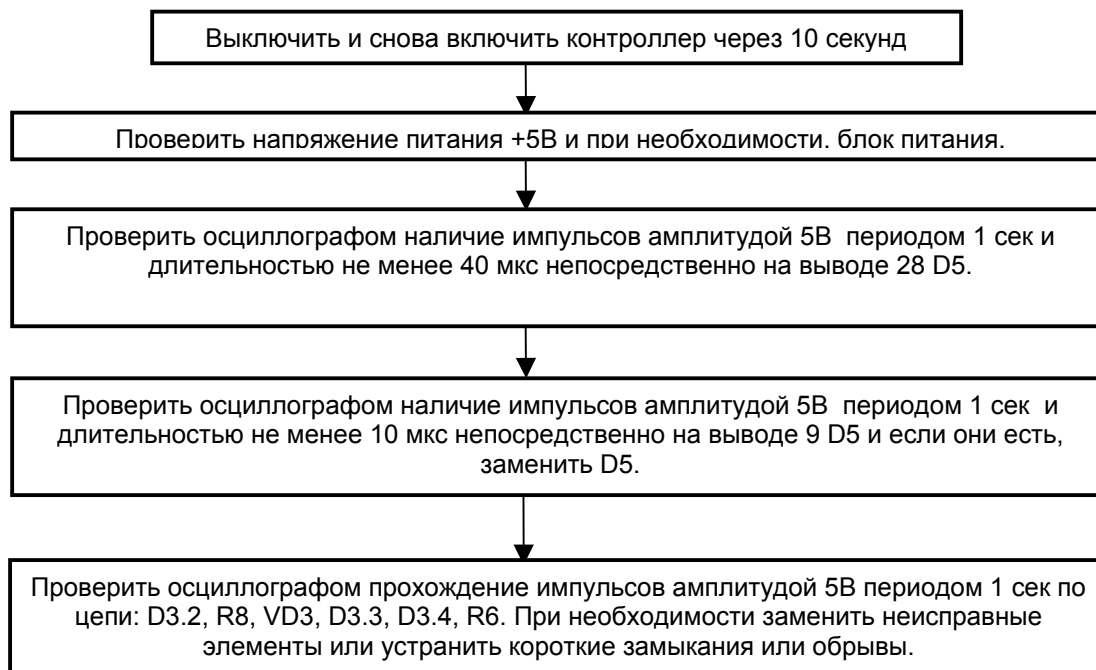 Выключить и снова включить контроллер через 10 секунд
Проверить напряжение питания +5В и при необходимости, блок питания.
Проверить осциллографом наличие импульсов амплитудой 5В периодом 1 сек и
длительностью не менее 40 мкс непосредственно на выводе 28 D5.
Проверить осциллографом наличие импульсов амплитудой 5В периодом 1 сек и
длительностью не менее 10 мкс непосредственно на выводе 9 D5 и если они есть,
заменить D5.
Проверить осциллографом прохождение импульсов амплитудой 5В периодом 1 сек по
цепи: D3.2, R8, VD3, D3.3, D3.4, R6. При необходимости заменить неисправные
элементы или устранить короткие замыкания или обрывы.